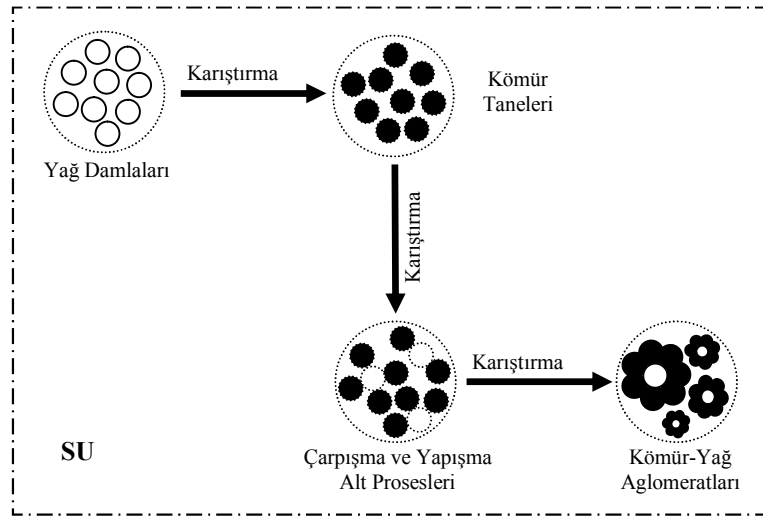 Karıştırma
Kömür
Taneleri
Yağ Damlaları
Karıştırma
Karıştırma
SU
Çarpışma ve Yapışma
Alt Prosesleri
Kömür-Yağ
Aglomeratları